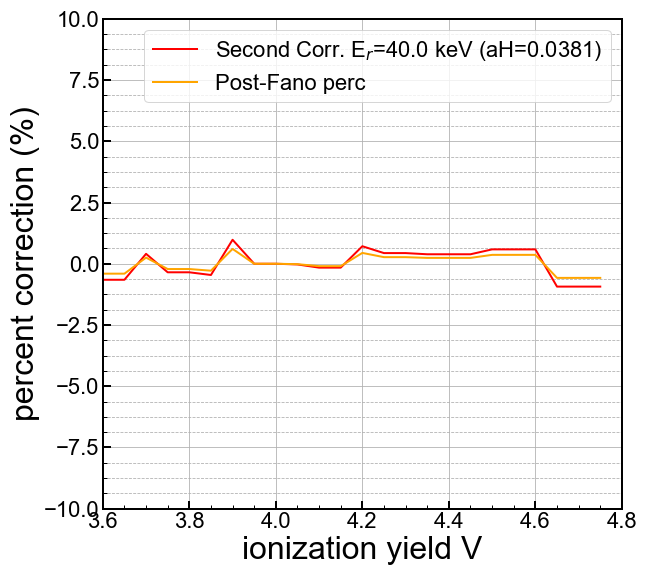 Second Corr. Er=40.0 keV (aH=0.0381)
Post-Fano perc
percent correction (%)
10.0
7.5
5.0
2.5
0.0
−2.5
−5.0
−7.5
−10.0
3.6 3.8 4.0 4.2 4.4 4.6 4.8
ionization yield V